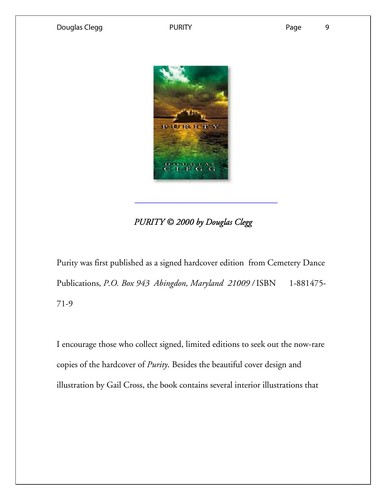 Douglas Clegg PURITY Page 9
PURITY
DOUGLAS
CLEGG
PURITY © 2000 by Douglas Clegg
Purity was first published as a signed hardcover edition from Cemetery Dance
Publications, P.O. Box 943 Abingdon, Maryland 21009 / ISBN 1-881475-
71-9
I encourage those who collect signed, limited editions to seek out the now-rare
copies of the hardcover of Purity. Besides the beautiful cover design and
illustration by Gail Cross, the book contains several interior illustrations that